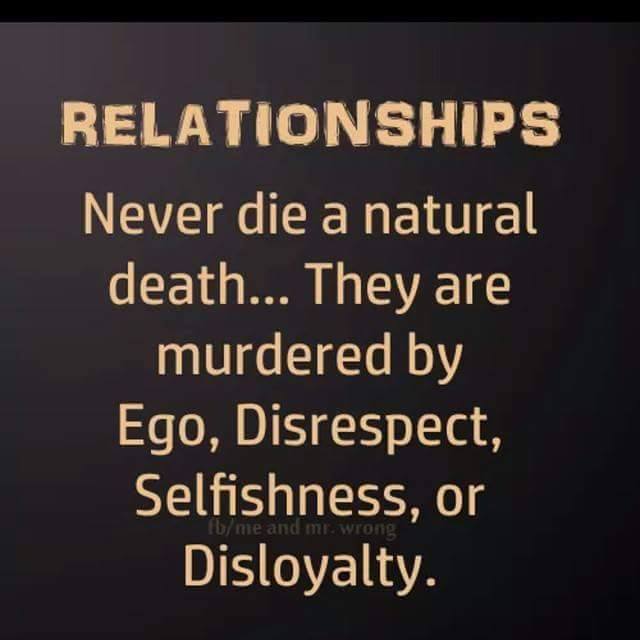 RELATIONSHIPS
Never die a natural
death... They are
murdered by
Ego, Disrespect,
Selfishness, or
fb/me and mr. wrong
Disloyalty.